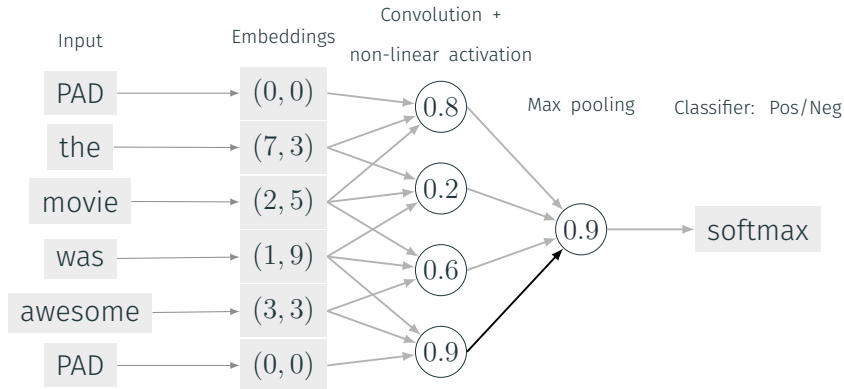 Convolution +
Input
Embeddings
non-linear activation
PAD
(0, 0)
0.8
Max pooling
Classifier: Pos/Neg
the
(7, 3)
movie
(2, 5)
0.2
0.9
softmax
was
(1, 9)
0.6
awesome
(3, 3)
0.9
PAD
(0, 0)